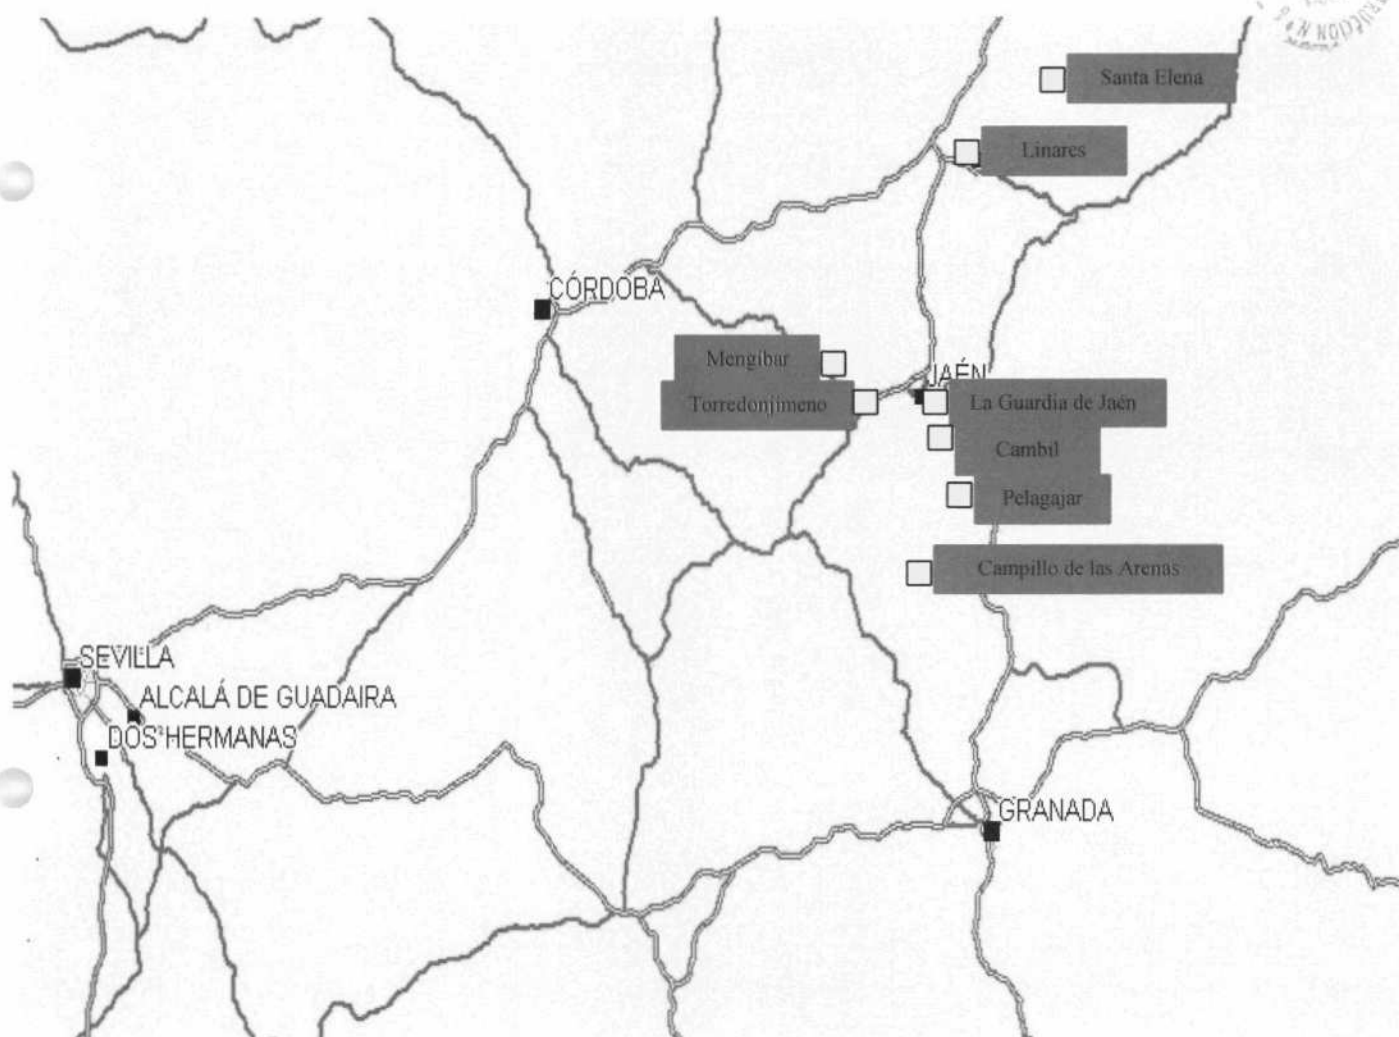 Santa Elena
Linares
CÓRDOBA
Mengíbar
JAÉN
Torredonjimeno
La Guardia de Jaén
Cambil
Pelagajar
Campillo de las Arenas
SEVILLA
ALCALÁ DE GUADAIRA
DOS HERMANAS
GRANADA